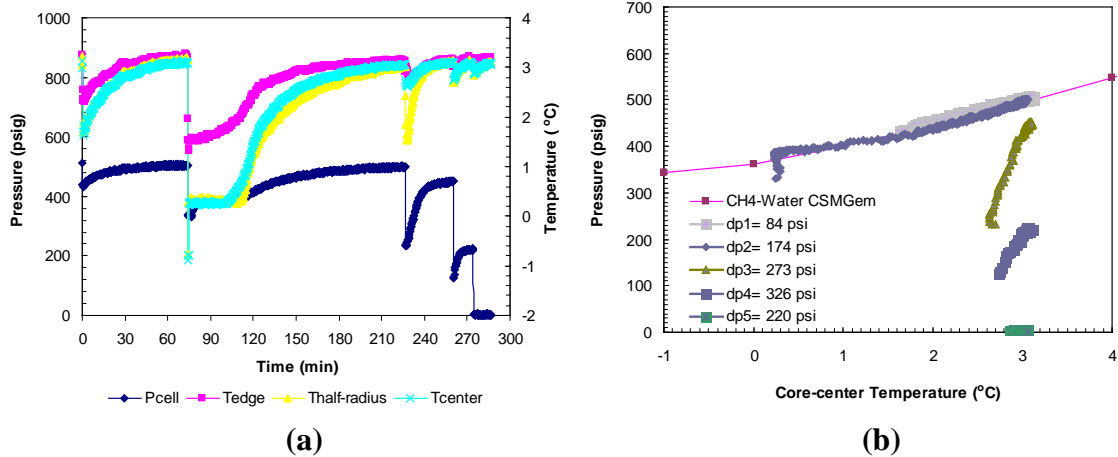 1000
800
600
400
200
0
Pressure (psig)
4
3
2
1
0
-1
-2
Temperature ( °C)
0 30 60 90 120 150 180 210 240 270 300
Time (min)
Pcell Tedge Thalf-radius Tcenter
(a)
700
600
500
400
300
200
100
0
Pressure (psig)
CH4-Water CSMGem
dp1= 84 psi
dp2= 174 psi
dp3= 273 psi
dp4= 326 psi
dp5= 220 psi
-1 0 1 2 3 4
Core-center Temperature (°C)
(b)